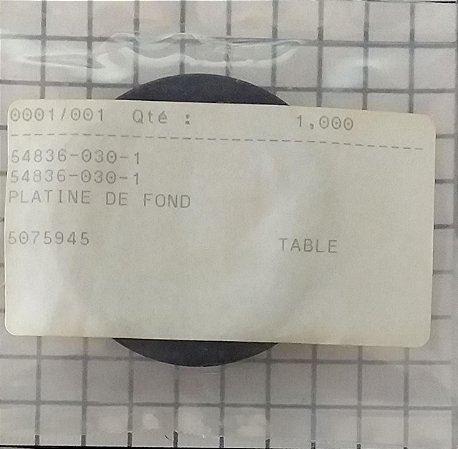 0001/001 Qté : 1,000
54836-030-1
54836-030-1
PLATINE DE FOND
5075945 TABLE